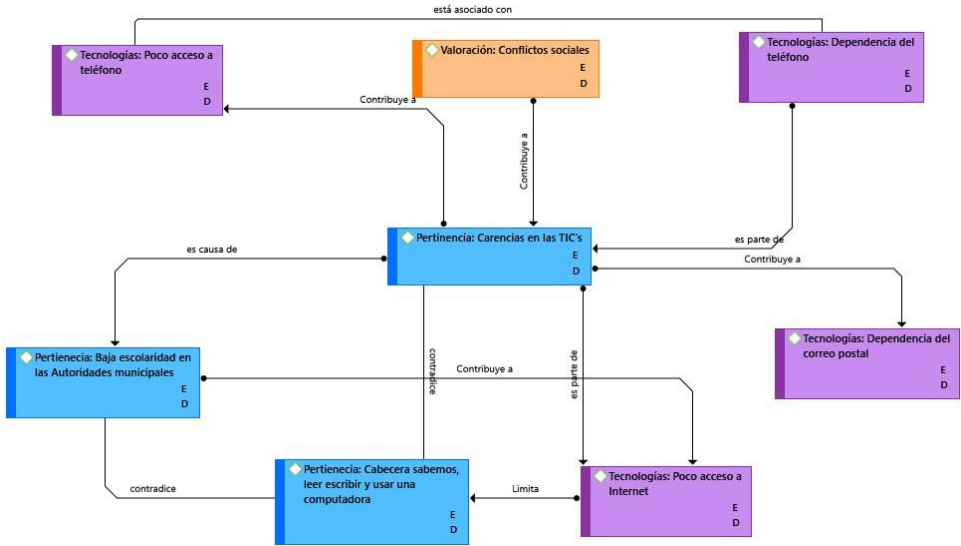 está asociado con
Tecnologías: Poco acceso a
teléfono
E
D
Valoración: Conflictos sociales
E
D
Tecnologías: Dependencia del
teléfono
E
D
Contribuye a
Contribuye a
Pertinencia: Carencias en las TIC's
E
D
es causa de
es parte de
Contribuye a
Pertienecia: Baja escolaridad en
las Autoridades municipales
E
D
contradice
Contribuye a
es parte de
Tecnologías: Dependencia del
correo postal
E
D
contradice
Pertienecia: Cabecera sabemos,
leer escribir y usar una
computadora
E
D
Limita
Tecnologías: Poco acceso a
Internet
E
D